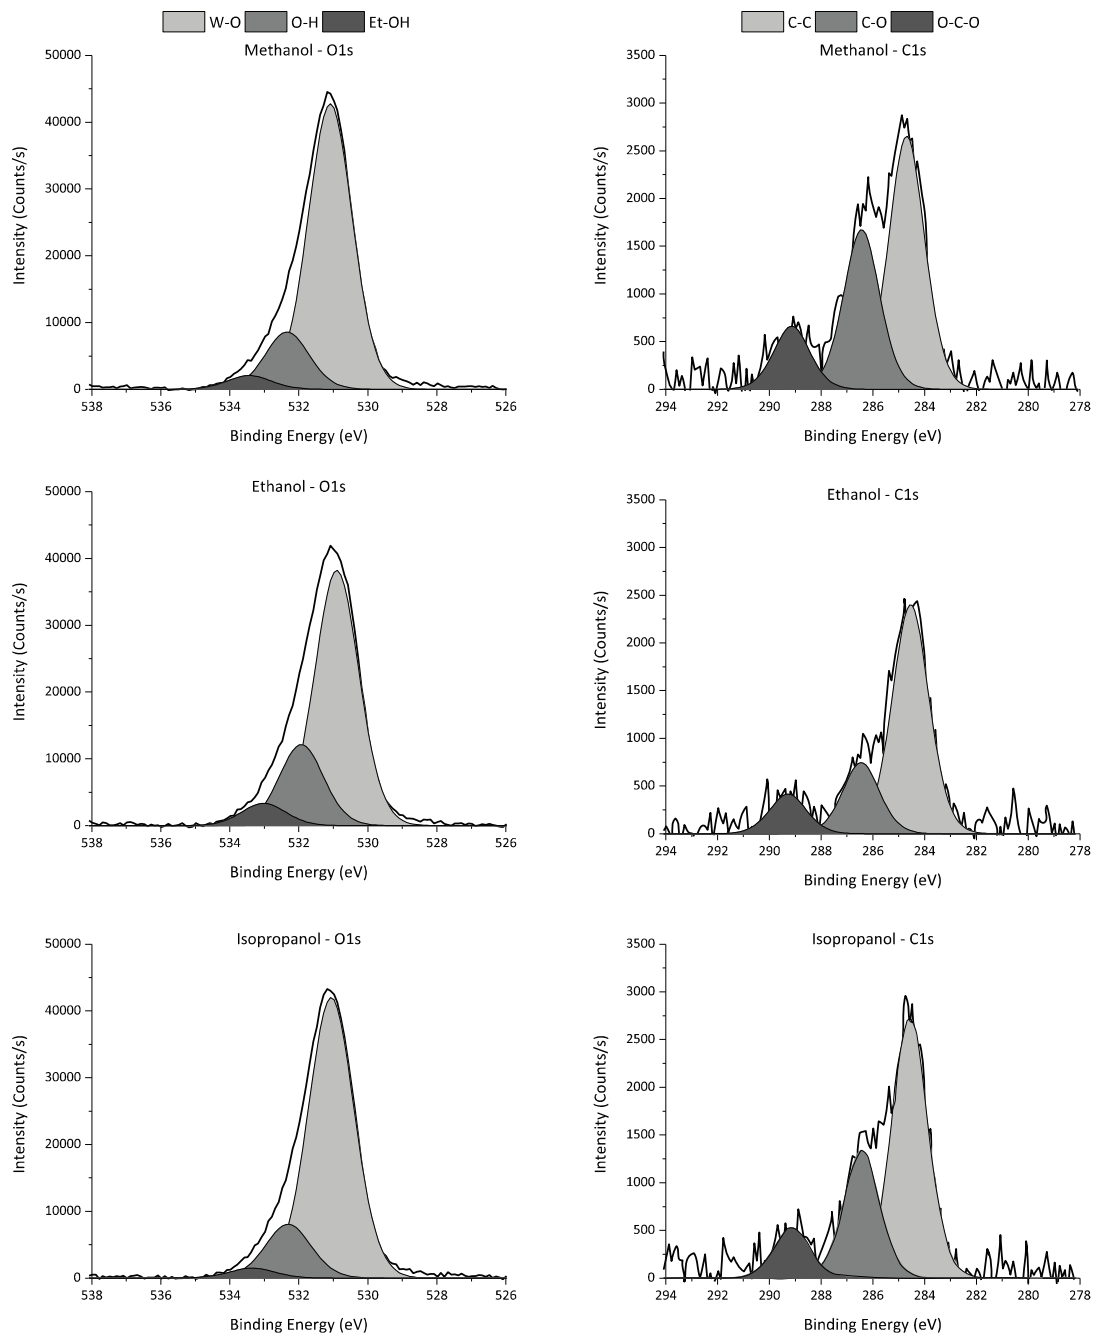 W-O O-H Et-OH
C-C C-O O-C-O
Methanol - O1s
50000
40000
30000
20000
10000
0
538 536 534 532 530 528 526
Intensity (Counts/s)
Binding Energy (eV)
Methanol - C1s
3500
3000
2500
2000
1500
1000
500
0
294 292 290 288 286 284 282 280 278
Intensity (Counts/s)
Binding Energy (eV)
Ethanol - O1s
50000
40000
30000
20000
10000
0
538 536 534 532 530 528 526
Intensity (Counts/s)
Binding Energy (eV)
Ethanol - C1s
3500
3000
2500
2000
1500
1000
500
0
294 292 290 288 286 284 282 280 278
Intensity (Counts/s)
Binding Energy (eV)
Isopropanol - O1s
50000
40000
30000
20000
10000
0
538 536 534 532 530 528 526
Intensity (Counts/s)
Binding Energy (eV)
Isopropanol - C1s
3500
3000
2500
2000
1500
1000
500
0
294 292 290 288 286 284 282 280 278
Intensity (Counts/s)
Binding Energy (eV)